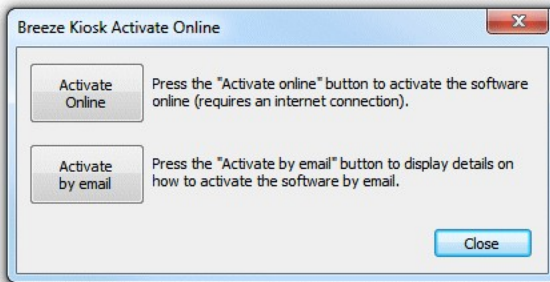 Breeze Kiosk Activate Online
Activate
Online
Press the "Activate online" button to activate the software
online (requires an internet connection).
Activate
by email
Press the "Activate by email" button to display details on
how to activate the software by email.
Close